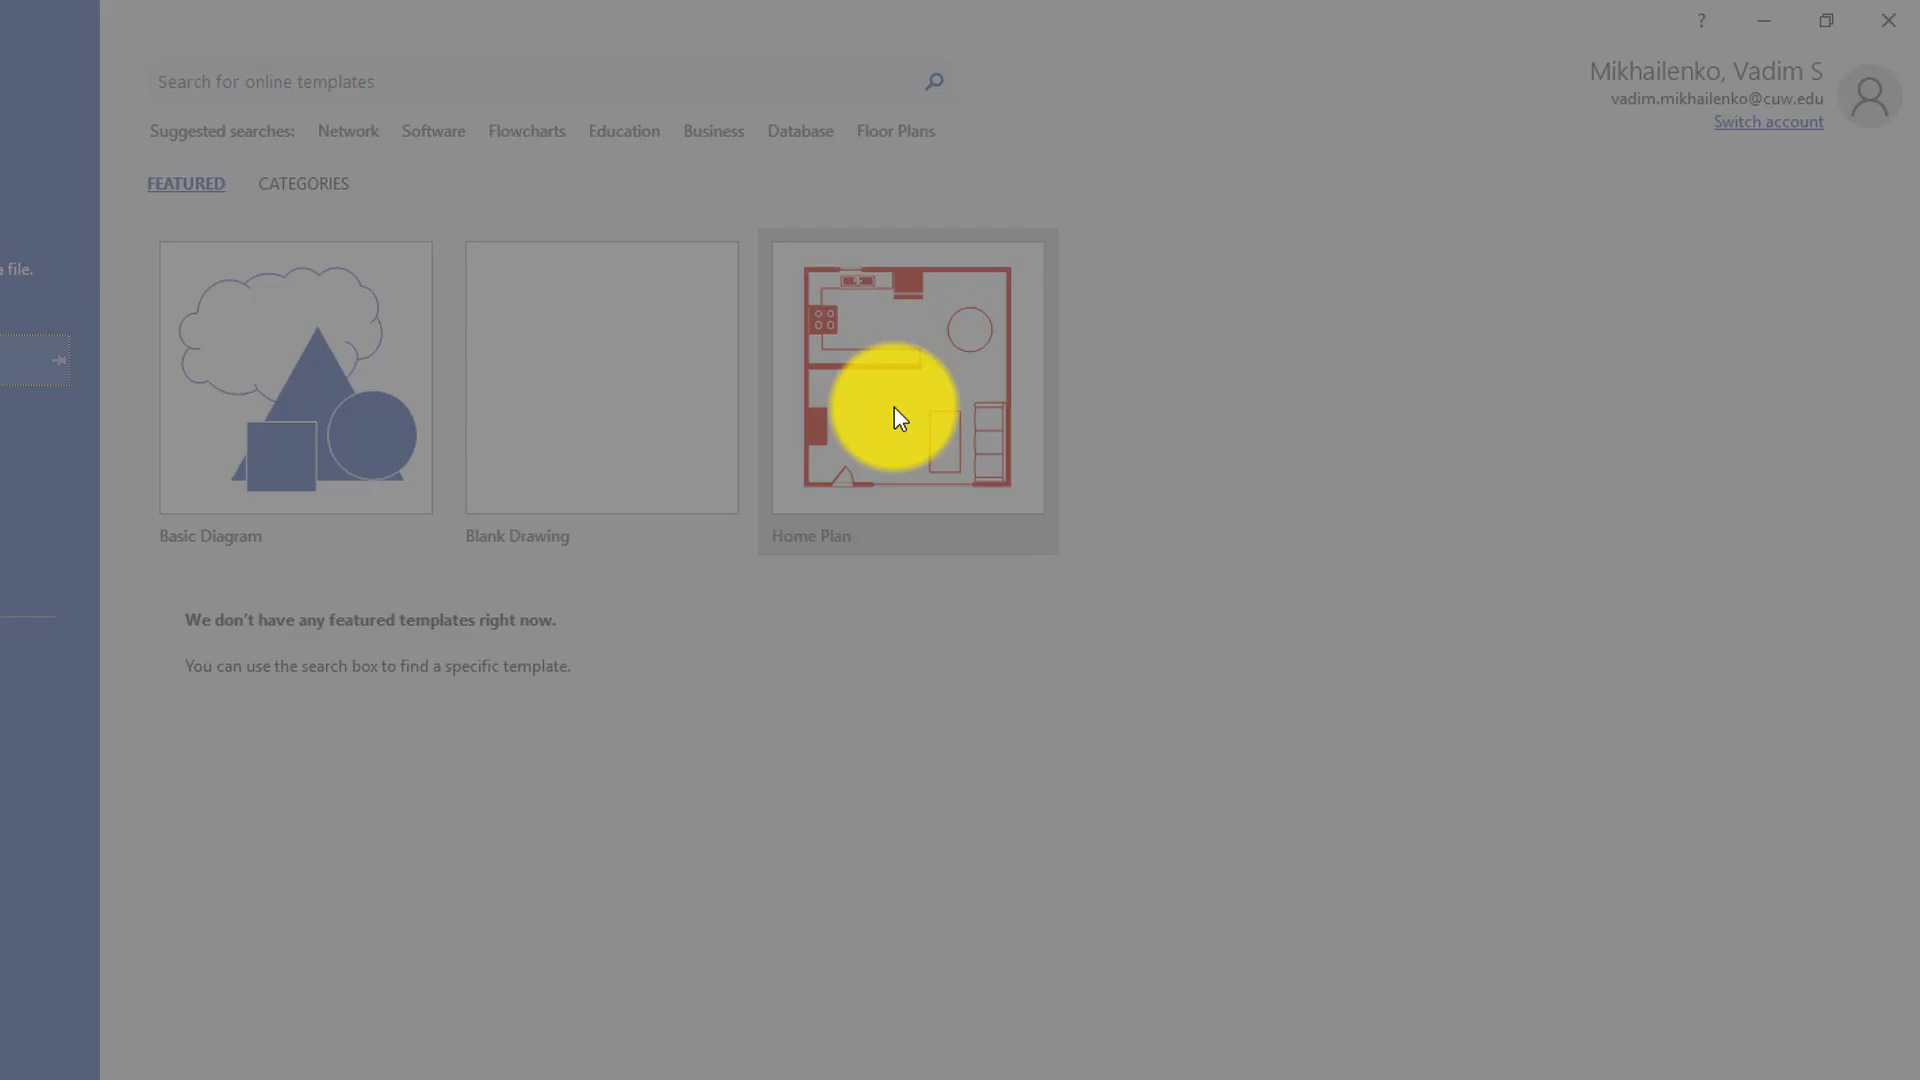 ?
Search for online templates
Mikhailenko, Vadim S
vadim.mikhailenko@cuw.edu
Switch account
Suggested searches: Network Software Flowcharts Education Business Database Floor Plans
FEATURED CATEGORIES
a file.
Basic Diagram Blank Drawing Home Plan
We don't have any featured templates right now.
You can use the search box to find a specific template.